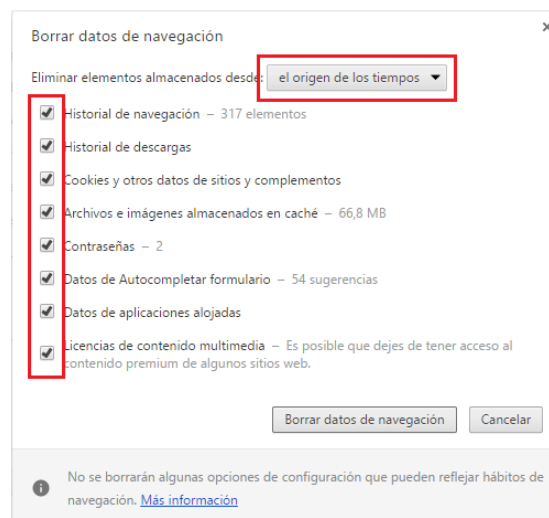 Borrar datos de navegación
Eliminar elementos almacenados desde: el origen de los tiempos
Historial de navegación – 317 elementos
Historial de descargas
Cookies y otros datos de sitios y complementos
Archivos e imágenes almacenados en caché – 66,8 MB
Contraseñas – 2
Datos de Autocompletar formulario – 54 sugerencias
Datos de aplicaciones alojadas
Licencias de contenido multimedia – Es posible que dejes de tener acceso al
contenido premium de algunos sitios web.
Borrar datos de navegación Cancelar
No se borrarán algunas opciones de configuración que pueden reflejar hábitos de
navegación. Más información